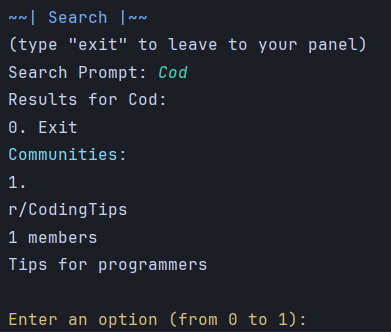 ~~| Search |~~
(type "exit" to leave to your panel)
Search Prompt: Cod
Results for Cod:
0. Exit
Communities:
1.
r/CodingTips
1 members
Tips for programmers
Enter an option (from 0 to 1):